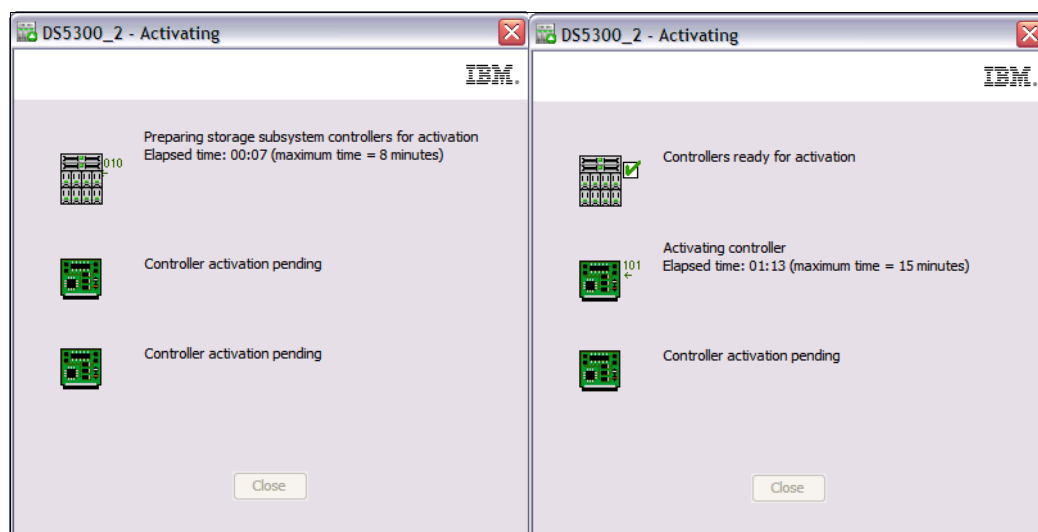 DS5300_2 - Activating
IBM.
Preparing storage subsystem controllers for activation
Elapsed time: 00:07 (maximum time = 8 minutes)
010
Controller activation pending
Controller activation pending
Close
DS5300_2 - Activating
IBM.
Controllers ready for activation
Activating controller
Elapsed time: 01:13 (maximum time = 15 minutes)
101
Controller activation pending
Close